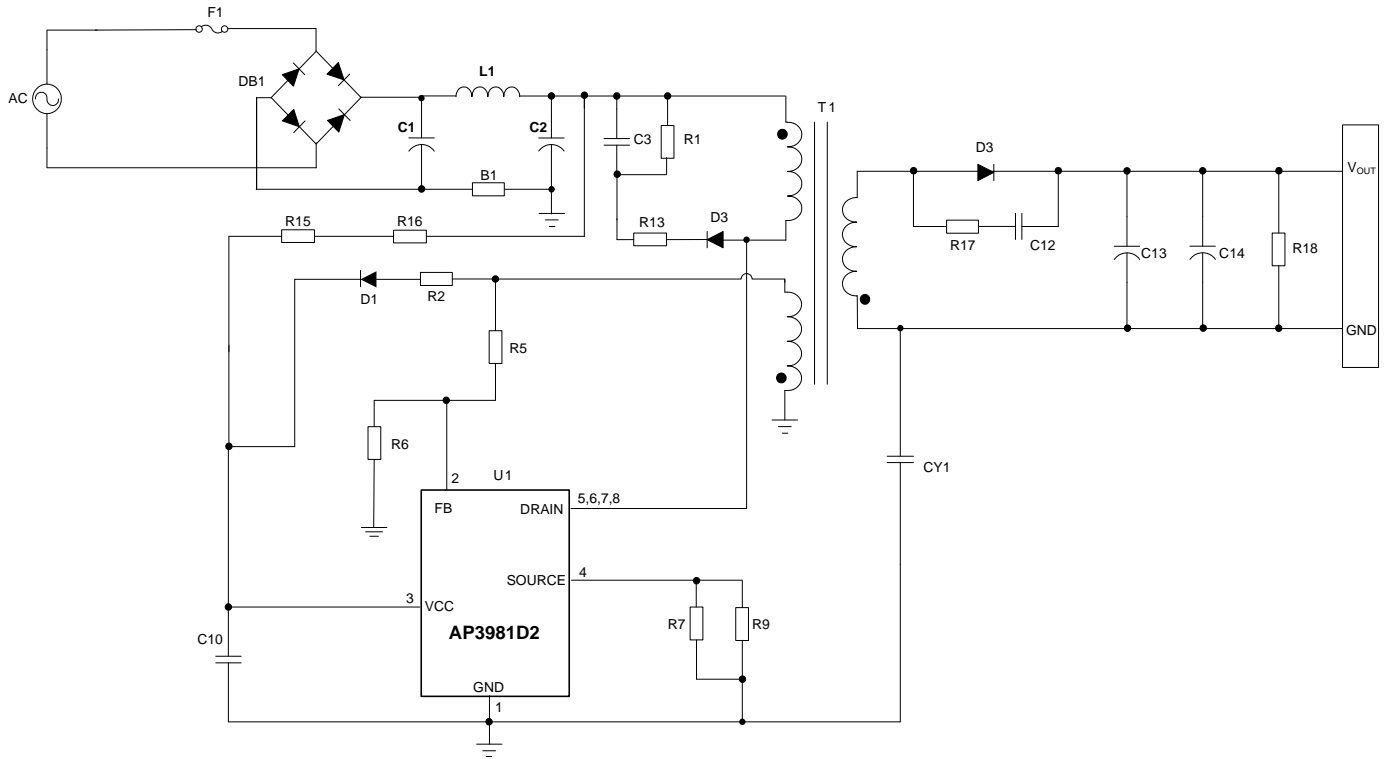 F1
AC
DB1
L1
C1
C2
B1
C3
R1
T1
D3
VOUT
R15
R16
R13
D3
R17
C12
C13
C14
R18
D1
R2
GND
R5
R6
CY1
U1
2
FB
5,6,7,8
DRAIN
SOURCE
4
3
VCC
AP3981D2
R7
R9
C10
GND
1